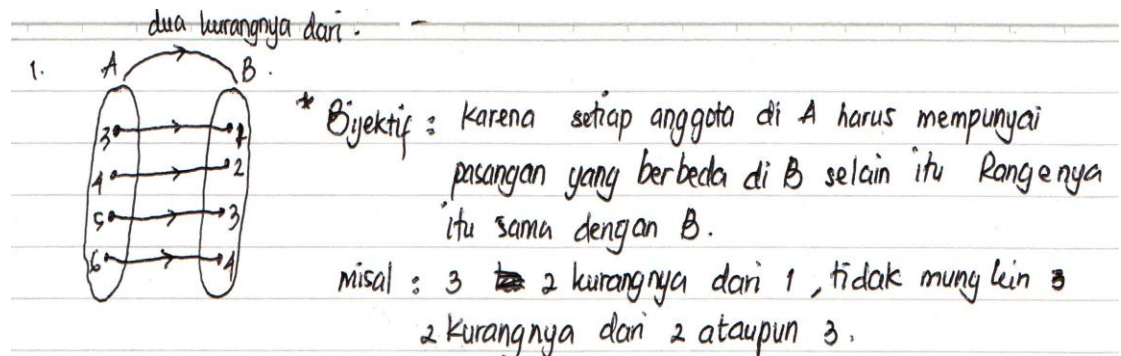 dua kurangnya dari : -
1. A B.
3 1
4 2
5 3
6 4
* Bijektif : Karena setiap anggota di A harus mempunyai
pasangan yang berbeda di B selain itu Rangenya
itu sama dengan B.
misal : 3 2 kurangnya dari 1, tidak mungkin 3
2 kurangnya dari 2 ataupun 3.